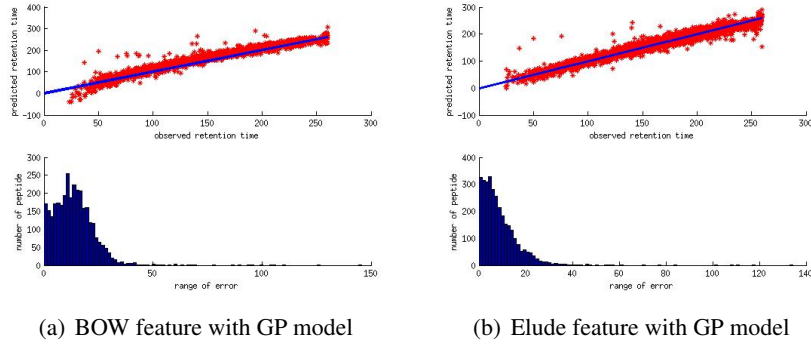 predicted retention time
400
300
200
100
0
-100
0 50 100 150 200 250 300
observed retention time
number of peptide
300
250
200
150
100
50
0
0 50 100 150
range of error
(a) BOW feature with GP model
predicted retention time
300
200
100
0
-100
0 50 100 150 200 250 300
observed retention time
number of peptide
400
300
200
100
0
0 20 40 60 80 100 120 140
range of error
(b) Elude feature with GP model